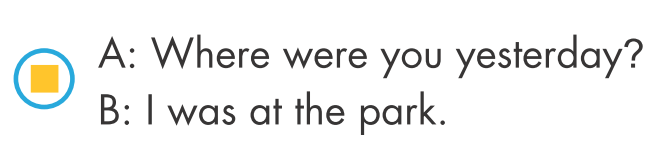 A: Where were you yesterday?
B: I was at the park.